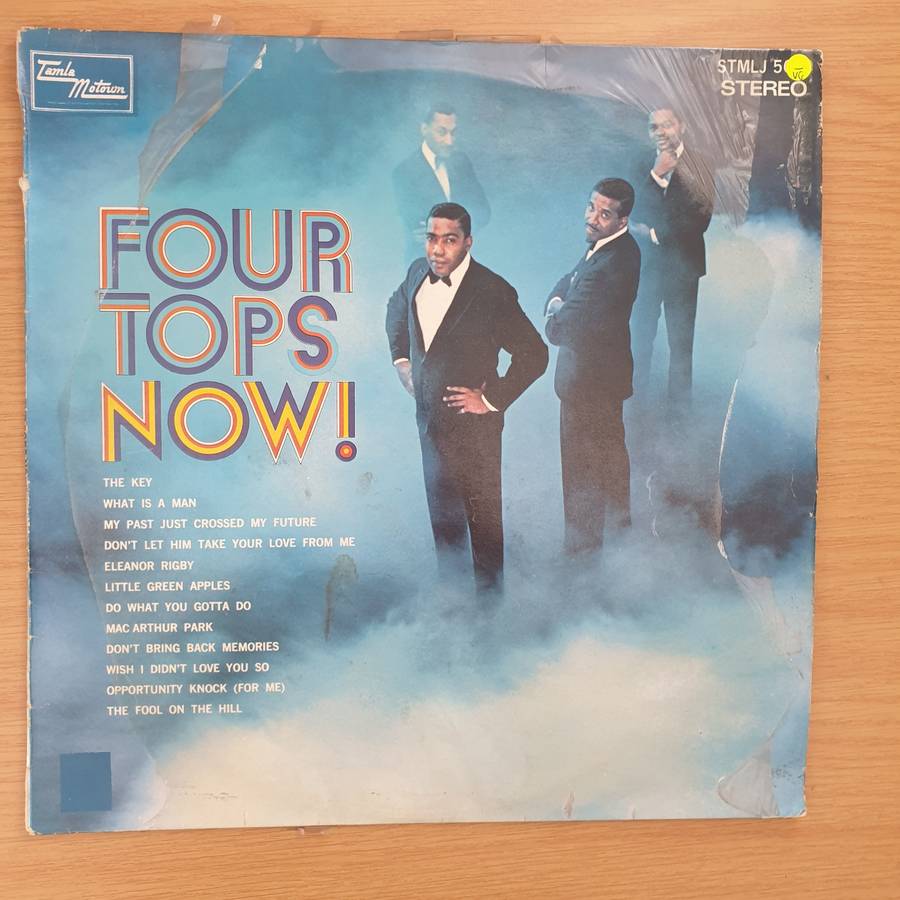 Tamla
Motown
STMLJ 5
VG
STEREO
FOUR
TOPS
NOW!
THE KEY
WHAT IS A MAN
MY PAST JUST CROSSED MY FUTURE
DON'T LET HIM TAKE YOUR LOVE FROM ME
ELEANOR RIGBY
LITTLE GREEN APPLES
DO WHAT YOU GOTTA DO
MAC ARTHUR PARK
DON'T BRING BACK MEMORIES
WISH I DIDN'T LOVE YOU SO
OPPORTUNITY KNOCK (FOR ME)
THE FOOL ON THE HILL